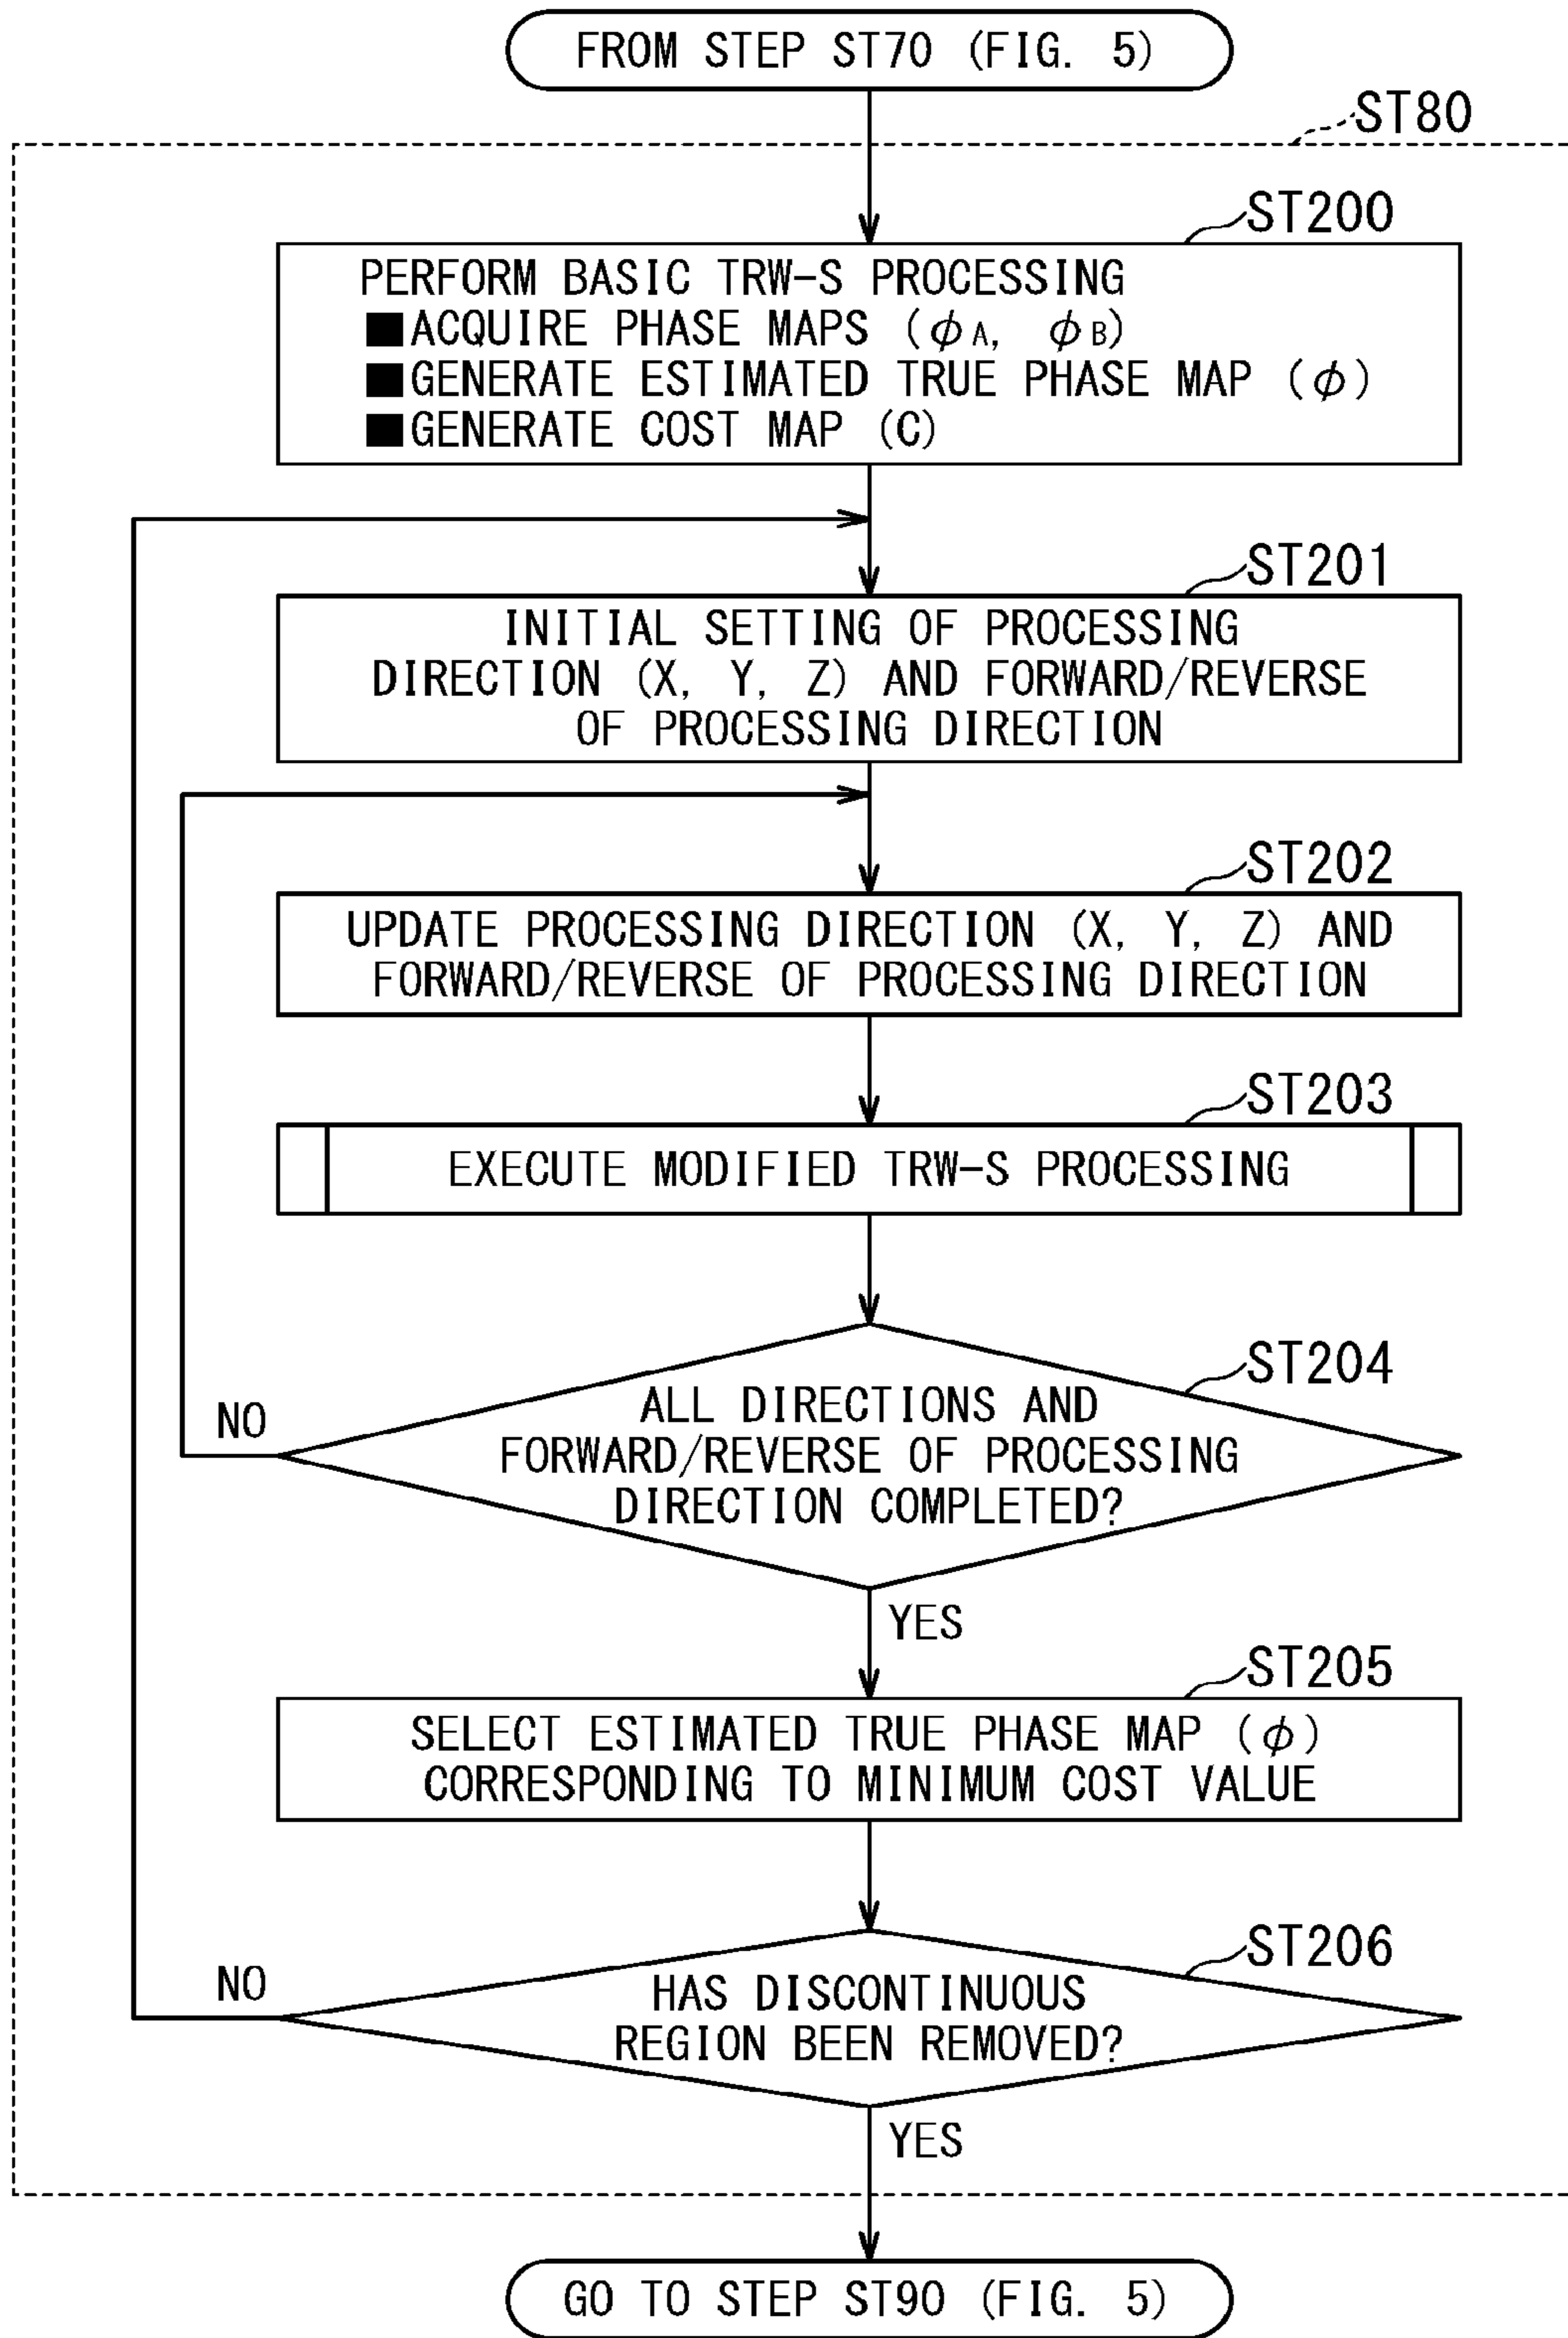 FROM STEP ST70 (FIG. 5)
ST80
ST200
PERFORM BASIC TRW-S PROCESSING
■ACQUIRE PHASE MAPS (ϕA, ϕB)
■GENERATE ESTIMATED TRUE PHASE MAP (ϕ)
■GENERATE COST MAP (C)
ST201
INITIAL SETTING OF PROCESSING
DIRECTION (X, Y, Z) AND FORWARD/REVERSE
OF PROCESSING DIRECTION
ST202
UPDATE PROCESSING DIRECTION (X, Y, Z) AND
FORWARD/REVERSE OF PROCESSING DIRECTION
ST203
EXECUTE MODIFIED TRW-S PROCESSING
ST204
ALL DIRECTIONS AND
FORWARD/REVERSE OF PROCESSING
DIRECTION COMPLETED?
NO
YES
ST205
SELECT ESTIMATED TRUE PHASE MAP (ϕ)
CORRESPONDING TO MINIMUM COST VALUE
ST206
HAS DISCONTINUOUS
REGION BEEN REMOVED?
NO
YES
GO TO STEP ST90 (FIG. 5)